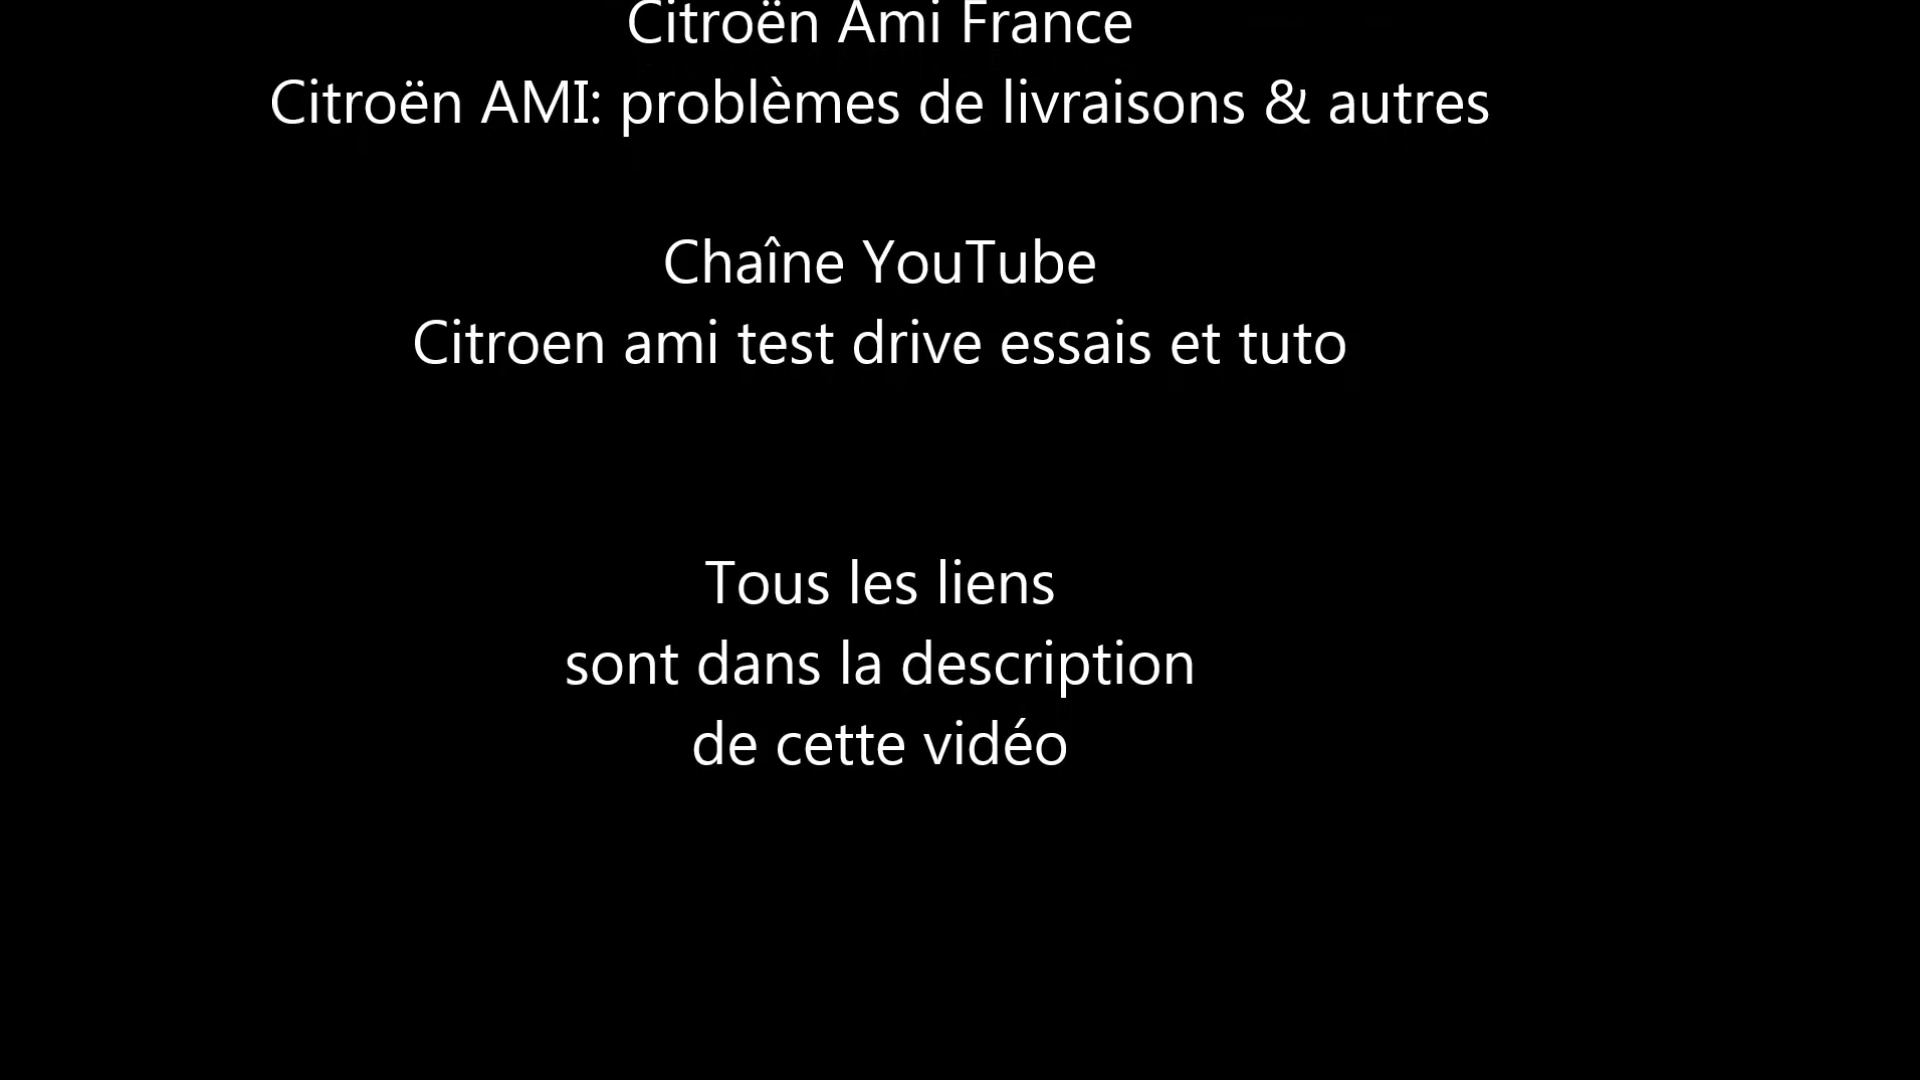 Citroën Ami France
Citroën AMI: problèmes de livraisons & autres
Chaîne YouTube
Citroen ami test drive essais et tuto
Tous les liens
sont dans la description
de cette vidéo